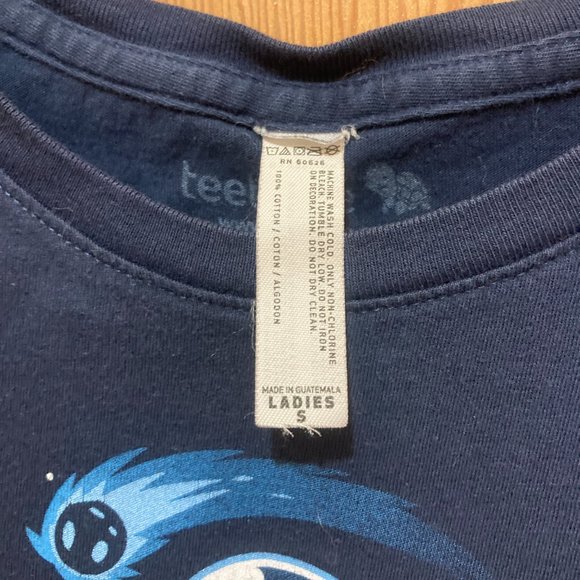 tee
RN 60626
MACHINE WASH COLD. ONLY NON-CHLORINE
BLEACH.TUMBLE DRY LOW. DO NOT IRON
ON DECORATION. DO NOT DRY CLEAN.
100% COTTON / COTON / ALGODON
MADE IN GUATEMALA
LADIES
S